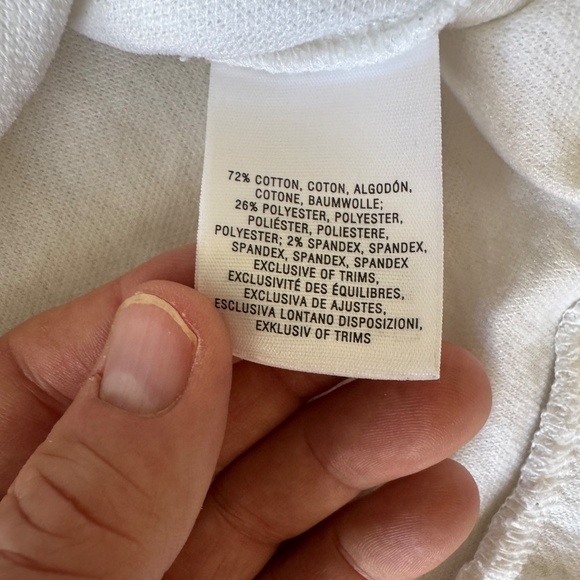 72% COTTON, COTON, ALGODÓN,
COTONE, BAUMWOLLE;
26% POLYESTER, POLYESTER,
POLIÉSTER, POLIESTERE,
POLYESTER; 2% SPANDEX, SPANDEX,
SPANDEX, SPANDEX, SPANDEX
EXCLUSIVE OF TRIMS,
EXCLUSIVITÉ DES ÉQUILIBRES,
EXCLUSIVA DE AJUSTES,
ESCLUSIVA LONTANO DISPOSIZIONI,
EXKLUSIV OF TRIMS